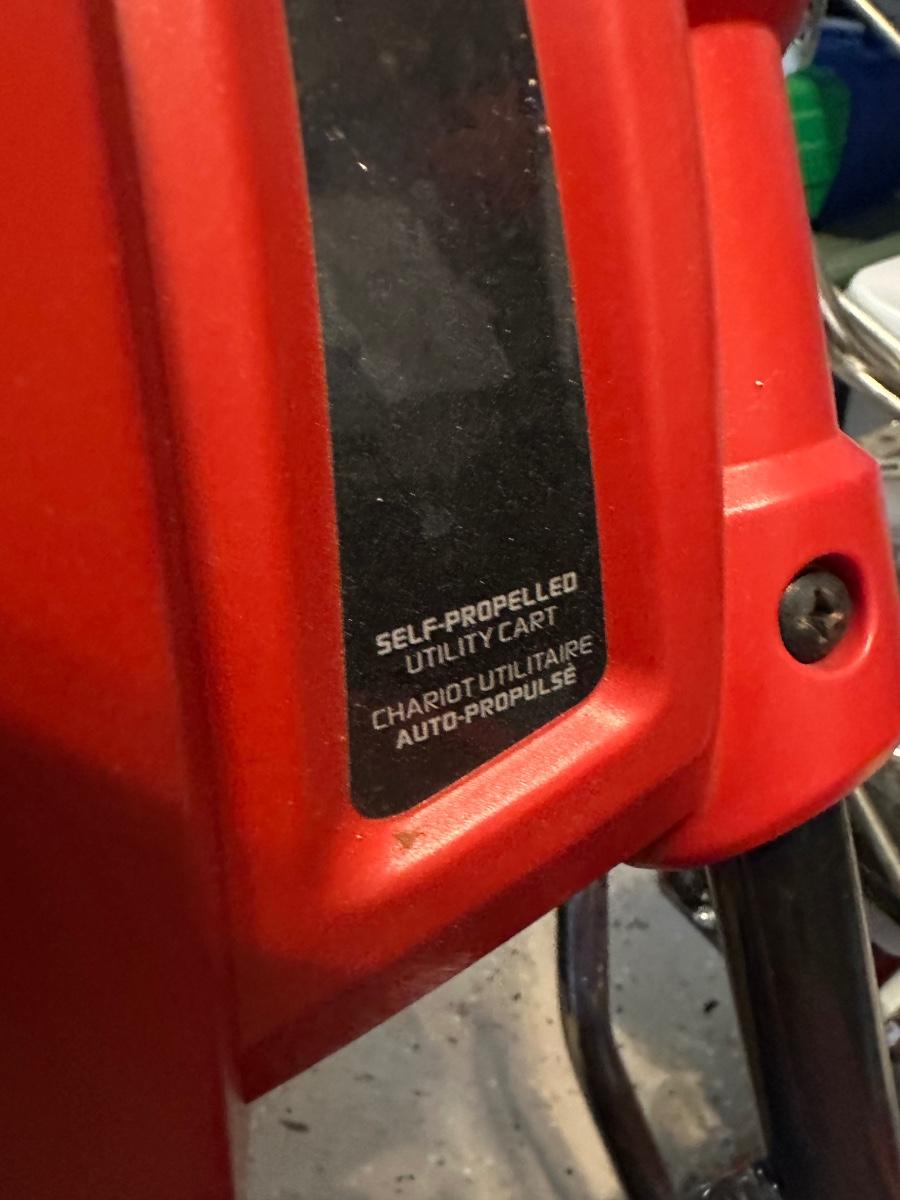 SELF-PROPELLED
UTILITY CART
CHARIOT UTILITAIRE
AUTO-PROPULSÉ